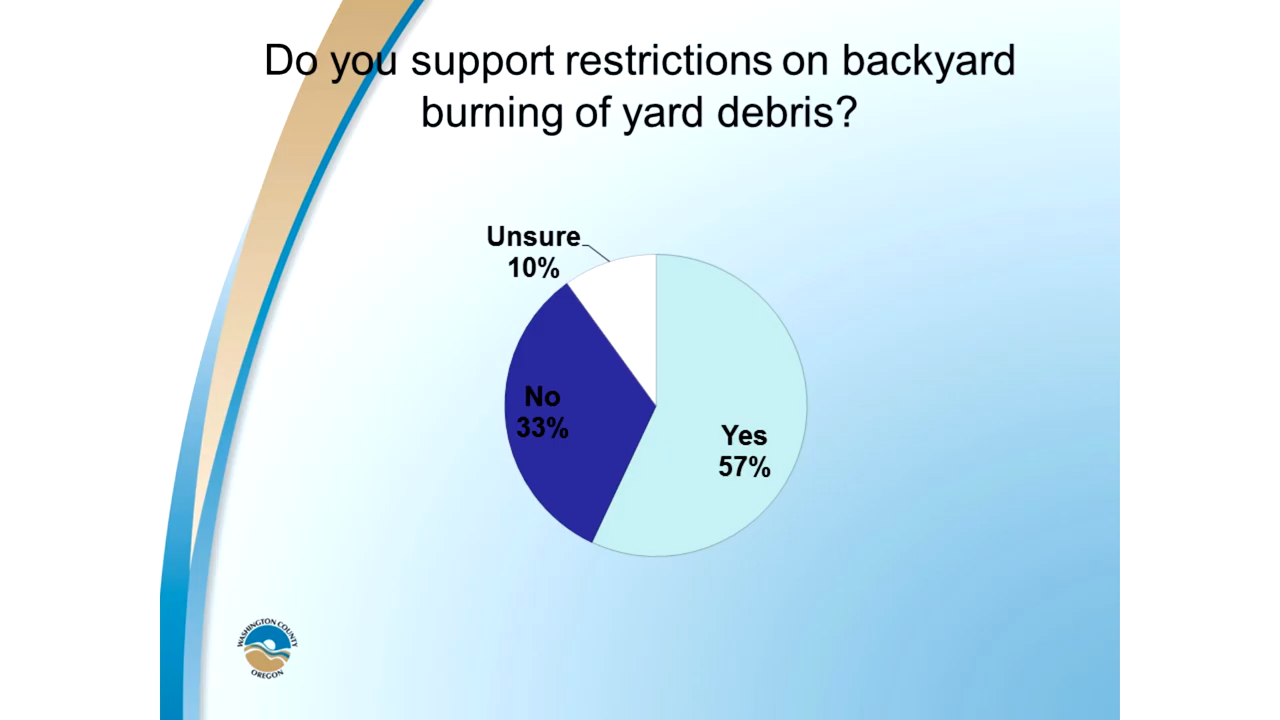 Do you support restrictions on backyard
burning of yard debris?
Unsure
10%
No
33%
Yes
57%
WASHINGTON COUNTY
OREGON